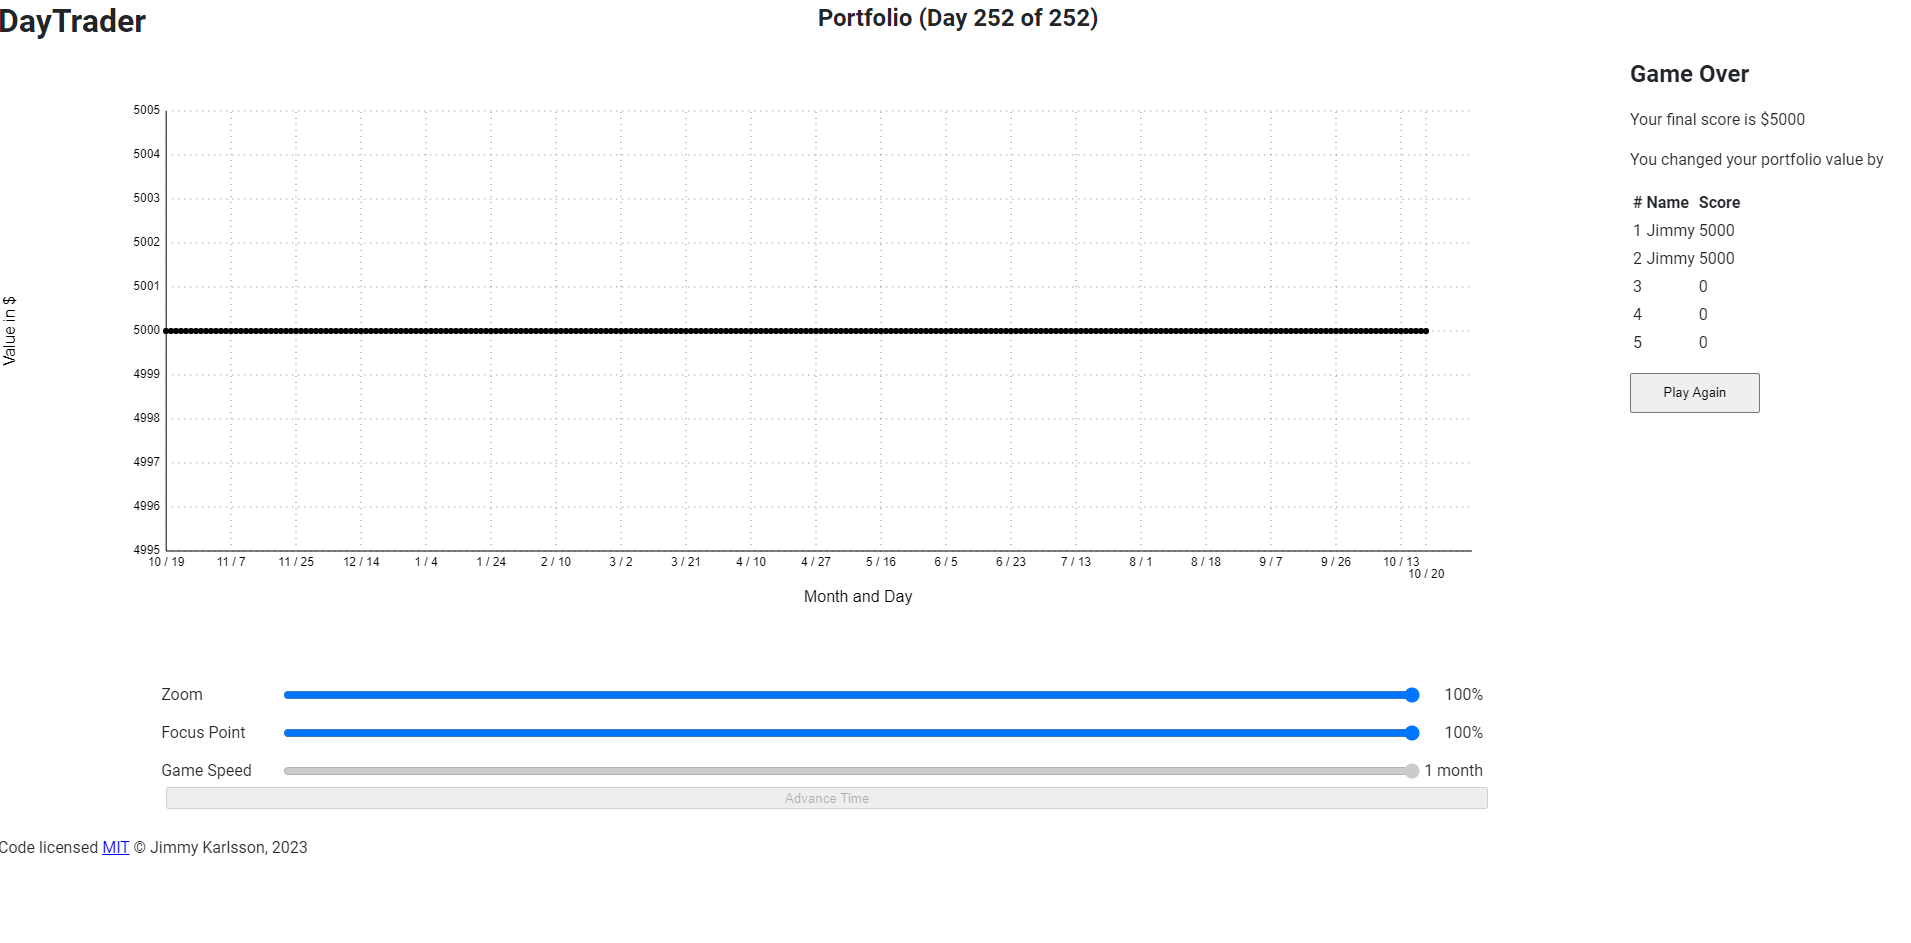 DayTrader
Portfolio (Day 252 of 252)
Game Over
Your final score is $5000
You changed your portfolio value by
# Name Score
1 Jimmy 5000
2 Jimmy 5000
3 0
4 0
5 0
Play Again
Value in $
5005
5004
5003
5002
5001
5000
4999
4998
4997
4996
4995
10 / 19 11 / 7 11 / 25 12 / 14 1 / 4 1 / 24 2 / 10 3 / 2 3 / 21 4 / 10 4 / 27 5 / 16 6 / 5 6 / 23 7 / 13 8 / 1 8 / 18 9 / 7 9 / 26 10 / 13
10 / 20
Month and Day
Zoom 100%
Focus Point 100%
Game Speed 1 month
Advance Time
Code licensed MIT © Jimmy Karlsson, 2023